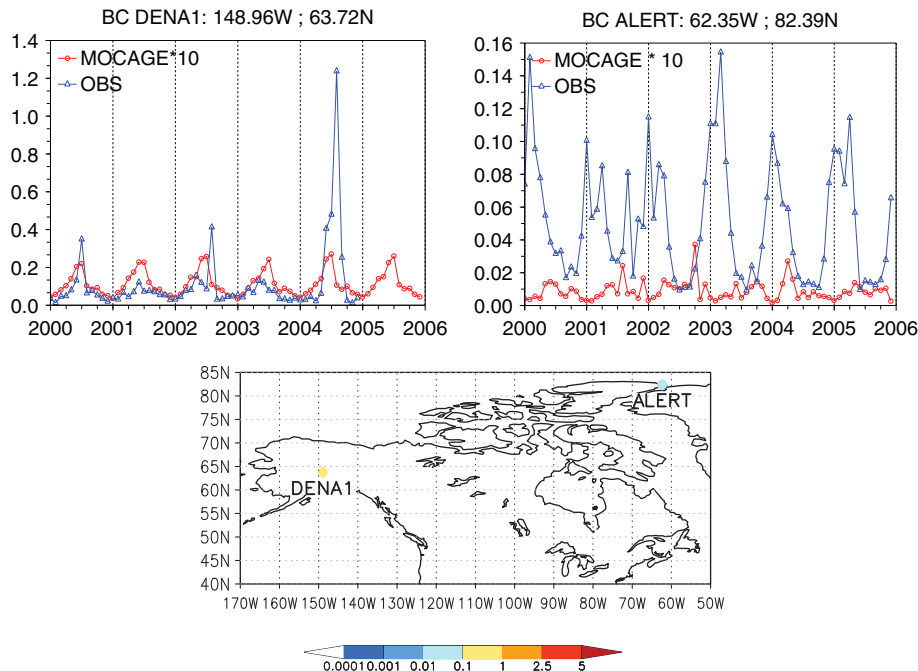 BC DENA1: 148.96W ; 63.72N
1.4
1.2
1.0
0.8
0.6
0.4
0.2
0.0
MOCAGE*10
OBS
2000 2001 2002 2003 2004 2005 2006
BC ALERT: 62.35W ; 82.39N
0.16
0.14
0.12
0.10
0.08
0.06
0.04
0.02
0.00
MOCAGE * 10
OBS
2000 2001 2002 2003 2004 2005 2006
85N
80N
75N
70N
65N
60N
55N
50N
45N
40N
ALERT
DENA1
170W 160W 150W 140W 130W 120W 110W 100W 90W 80W 70W 60W 50W
0.0001 0.001 0.01 0.1 1 2.5 5